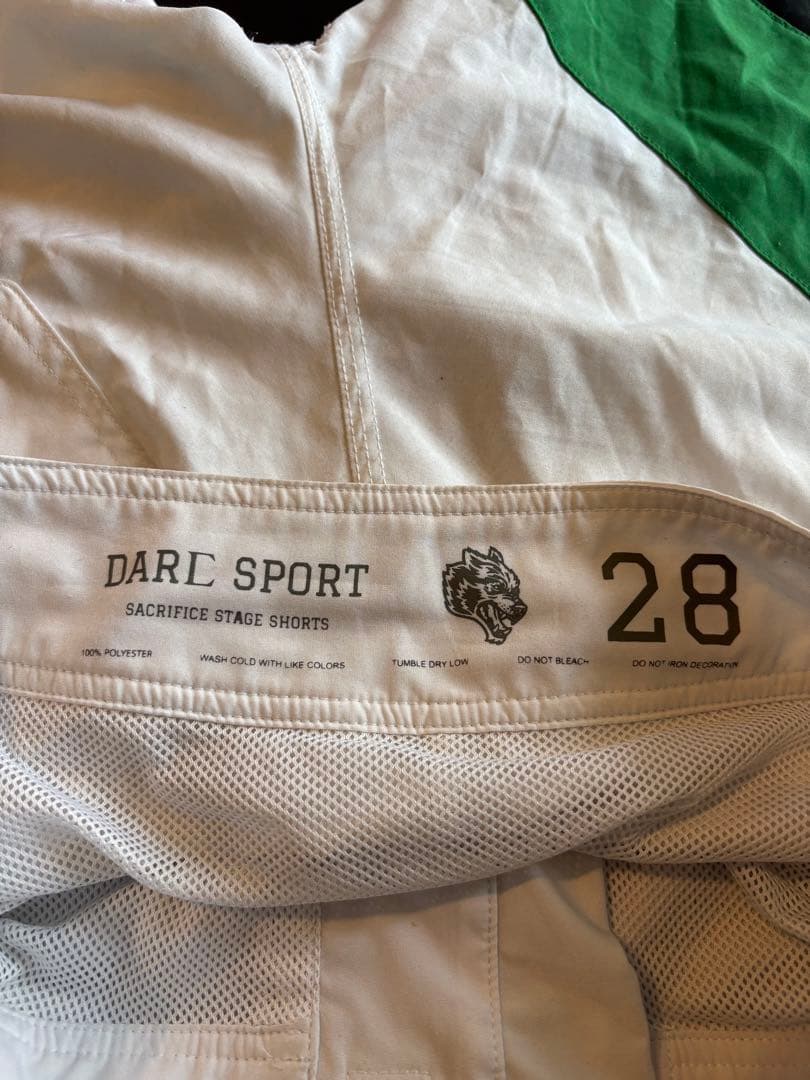 DARE SPORT
SACRIFICE STAGE SHORTS
28
100% POLYESTER
WASH COLD WITH LIKE COLORS
TUMBLE DRY LOW
DO NOT BLEACH
DO NOT IRON DECORATION